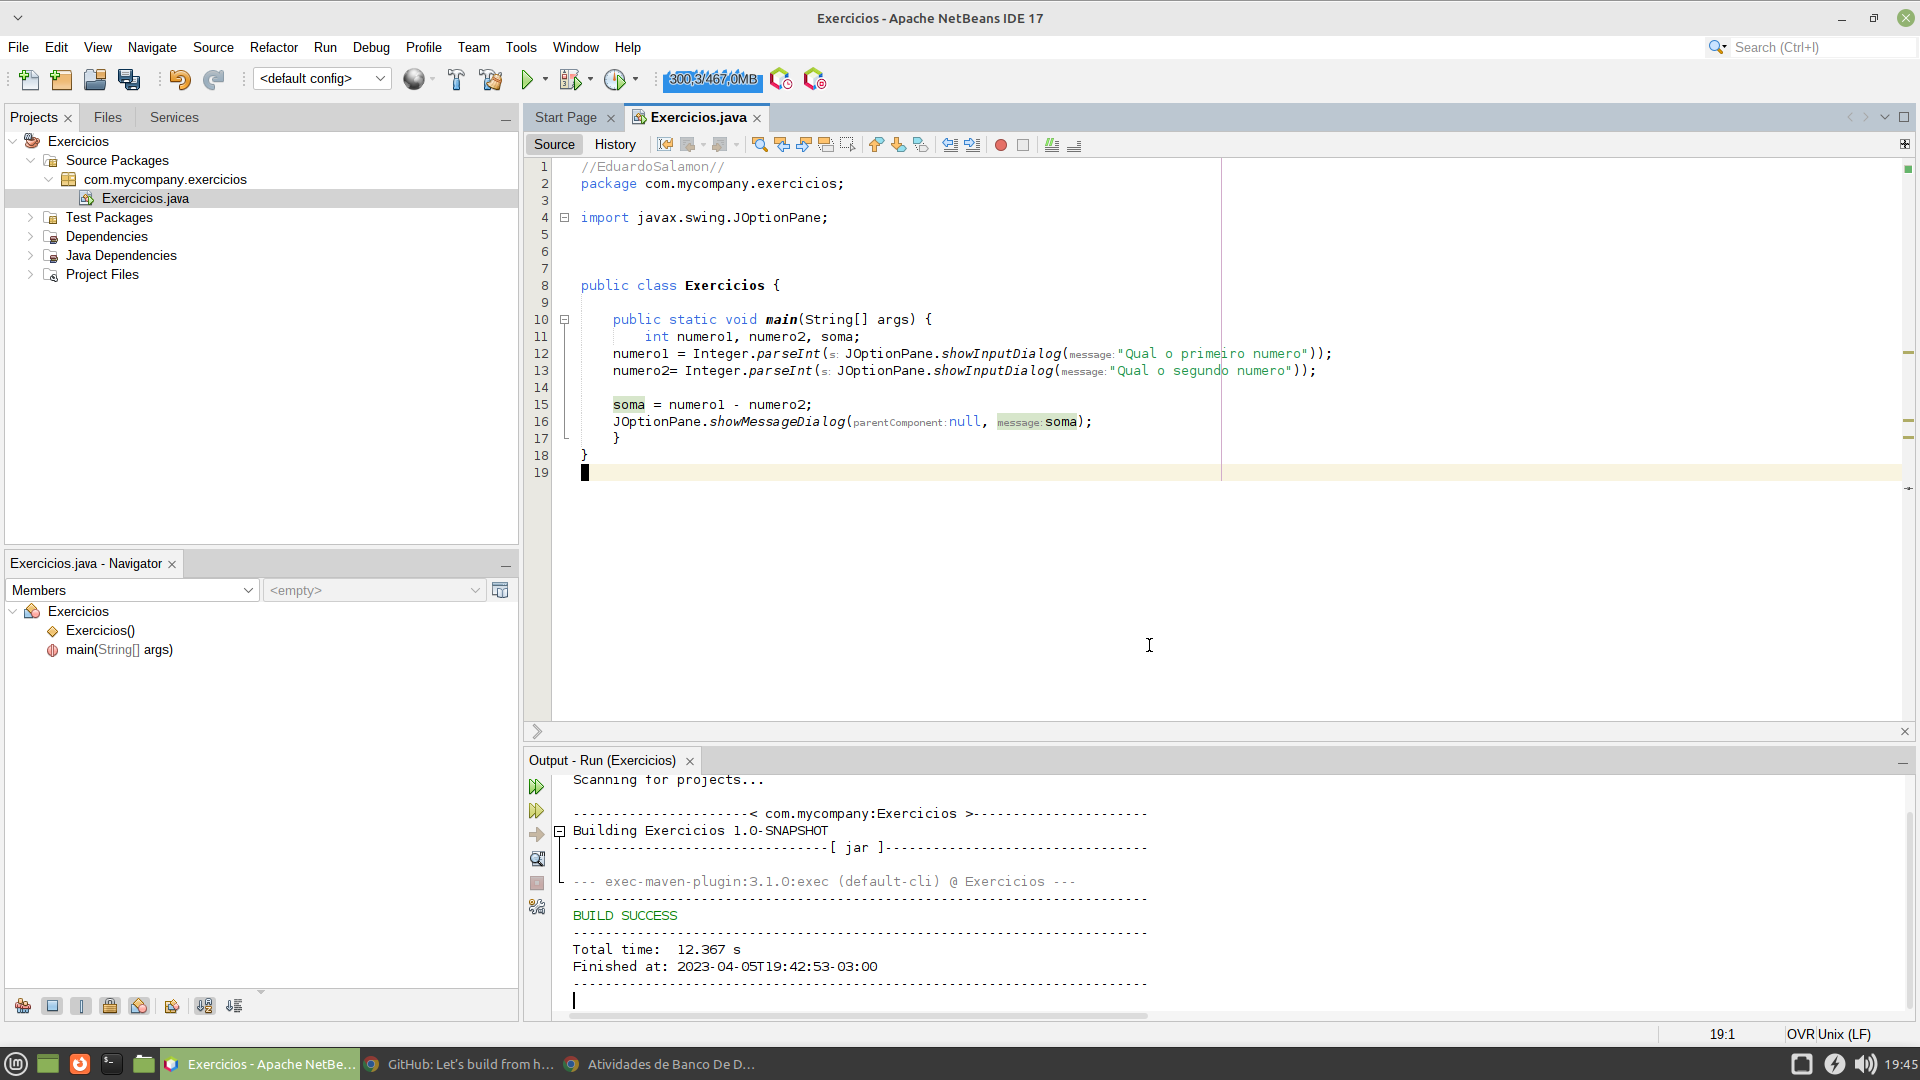 Exercicios - Apache NetBeans IDE 17
File Edit View Navigate Source Refactor Run Debug Profile Team Tools Window Help
Search (Ctrl+I)
<default config>
300,3/467,0MB
Projects Files Services
Exercicios
Source Packages
com.mycompany.exercicios
Exercicios.java
Test Packages
Dependencies
Java Dependencies
Project Files
Exercicios.java - Navigator
Members <empty>
Exercicios
Exercicios()
main(String[] args)
Start Page Exercicios.java
Source History
1 //EduardoSalamon//
2 package com.mycompany.exercicios;
3
4 import javax.swing.JOptionPane;
5
6
7
8 public class Exercicios {
9
10 public static void main(String[] args) {
11 int numero1, numero2, soma;
12 numero1 = Integer.parseInt(s: JOptionPane.showInputDialog(message:"Qual o primeiro numero"));
13 numero2= Integer.parseInt(s: JOptionPane.showInputDialog(message:"Qual o segundo numero"));
14
15 soma = numero1 - numero2;
16 JOptionPane.showMessageDialog(parentComponent:null, message:soma);
17 }
18 }
19
Output - Run (Exercicios)
Scanning for projects...
----------------------< com.mycompany:Exercicios >----------------------
Building Exercicios 1.0-SNAPSHOT
--------------------------------[ jar ]---------------------------------
--- exec-maven-plugin:3.1.0:exec (default-cli) @ Exercicios ---
------------------------------------------------------------------------
BUILD SUCCESS
------------------------------------------------------------------------
Total time:  12.367 s
Finished at: 2023-04-05T19:42:53-03:00
------------------------------------------------------------------------
19:1 OVR Unix (LF)
Exercicios - Apache NetBe... GitHub: Let's build from h... Atividades de Banco De D... 19:45